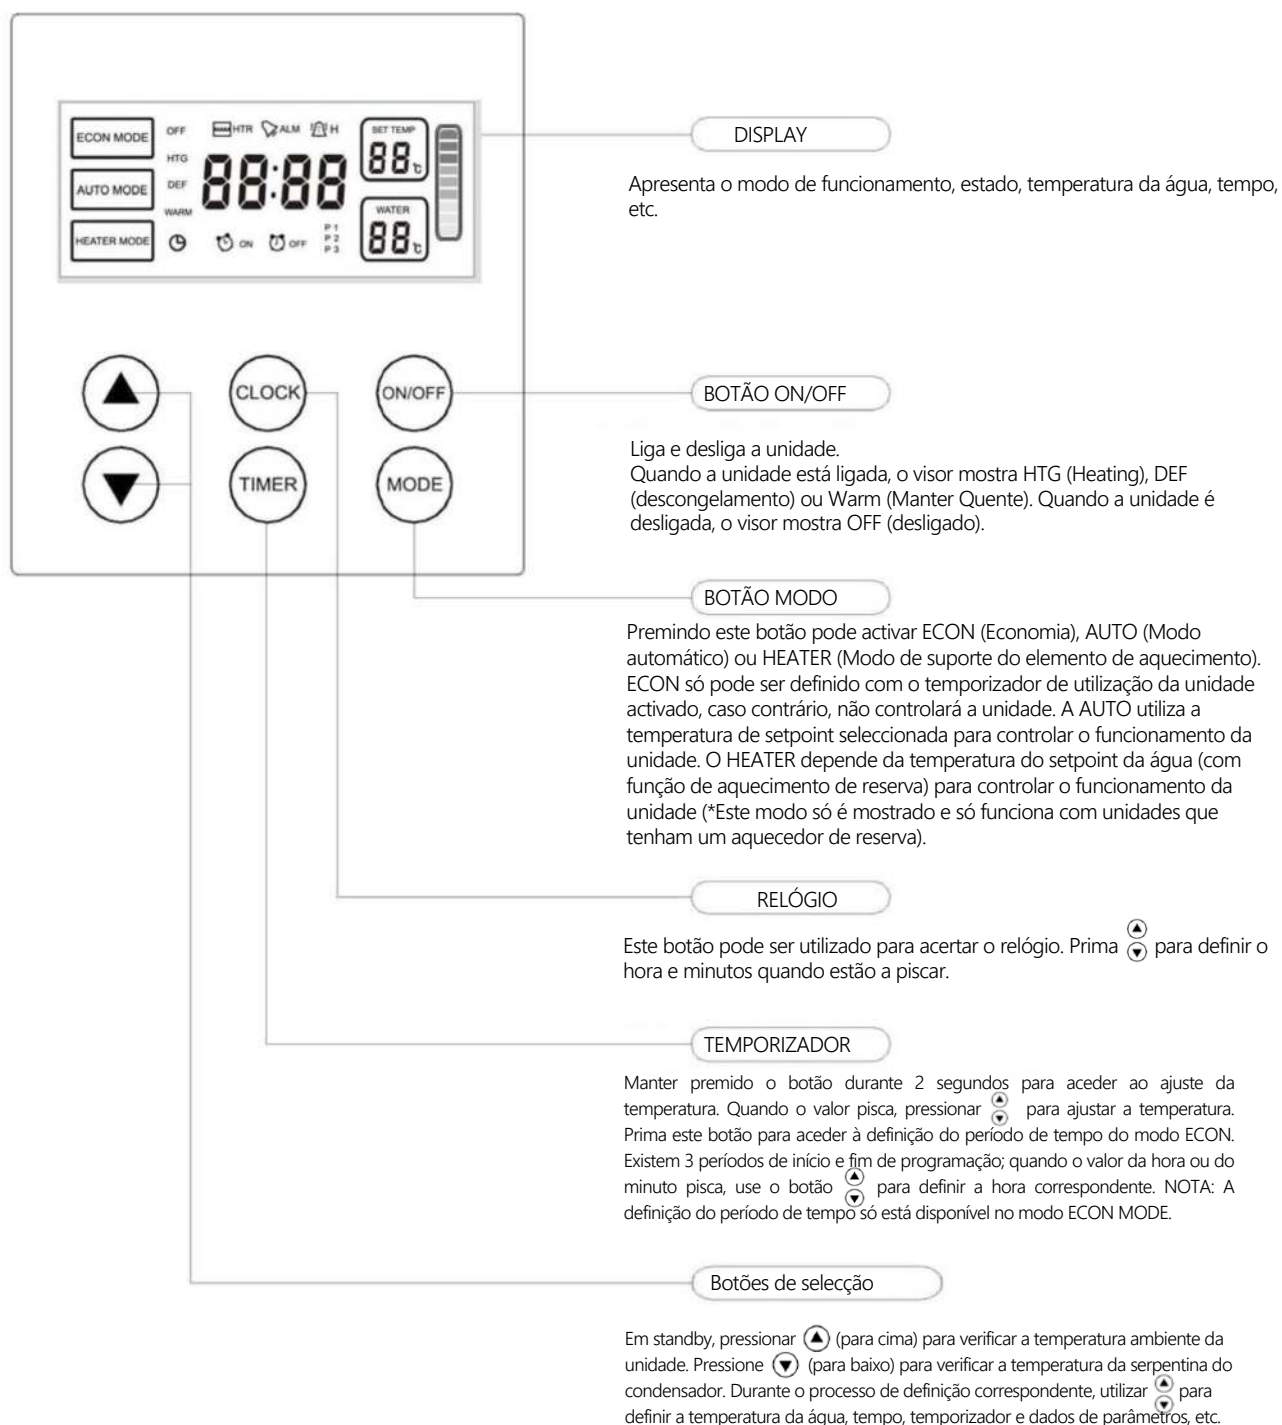 ECON MODE
OFF
HTR
ALM
H
SET TEMP
88:88
88 °C
AUTO MODE
HTG
DEF
WARM
WATER
88 °C
HEATER MODE
ON
OFF
P 1
P 2
P 3
CLOCK
ON/OFF
TIMER
MODE
DISPLAY
Apresenta o modo de funcionamento, estado, temperatura da água, tempo,
etc.
BOTÃO ON/OFF
Liga e desliga a unidade.
Quando a unidade está ligada, o visor mostra HTG (Heating), DEF
(descongelamento) ou Warm (Manter Quente). Quando a unidade é
desligada, o visor mostra OFF (desligado).
BOTÃO MODO
Premindo este botão pode activar ECON (Economia), AUTO (Modo
automático) ou HEATER (Modo de suporte do elemento de aquecimento).
ECON só pode ser definido com o temporizador de utilização da unidade
activado, caso contrário, não controlará a unidade. A AUTO utiliza a
temperatura de setpoint seleccionada para controlar o funcionamento da
unidade. O HEATER depende da temperatura do setpoint da água (com
função de aquecimento de reserva) para controlar o funcionamento da
unidade (*Este modo só é mostrado e só funciona com unidades que
tenham um aquecedor de reserva).
RELÓGIO
Este botão pode ser utilizado para acertar o relógio. Prima para definir o
hora e minutos quando estão a piscar.
TEMPORIZADOR
Manter premido o botão durante 2 segundos para aceder ao ajuste da
temperatura. Quando o valor pisca, pressionar para ajustar a temperatura.
Prima este botão para aceder à definição do período de tempo do modo ECON.
Existem 3 períodos de início e fim de programação; quando o valor da hora ou do
minuto pisca, use o botão para definir a hora correspondente. NOTA: A
definição do período de tempo só está disponível no modo ECON MODE.
Botões de selecção
Em standby, pressionar (para cima) para verificar a temperatura ambiente da
unidade. Pressione (para baixo) para verificar a temperatura da serpentina do
condensador. Durante o processo de definição correspondente, utilizar para
definir a temperatura da água, tempo, temporizador e dados de parâmetros, etc.